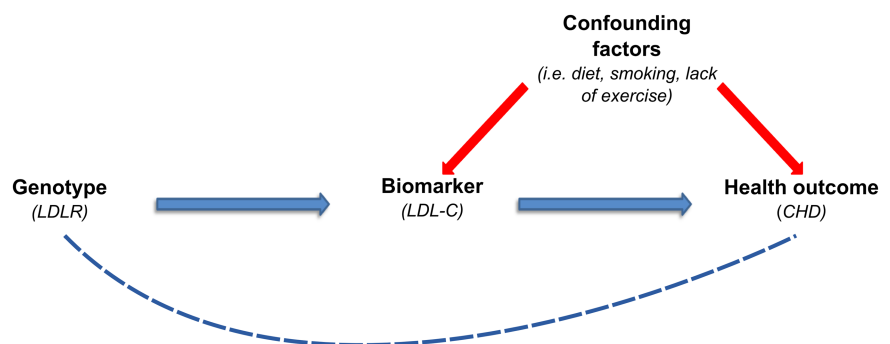 Confounding
factors
(i.e. diet, smoking, lack
of exercise)
Genotype
(LDLR)
Biomarker
(LDL-C)
Health outcome
(CHD)